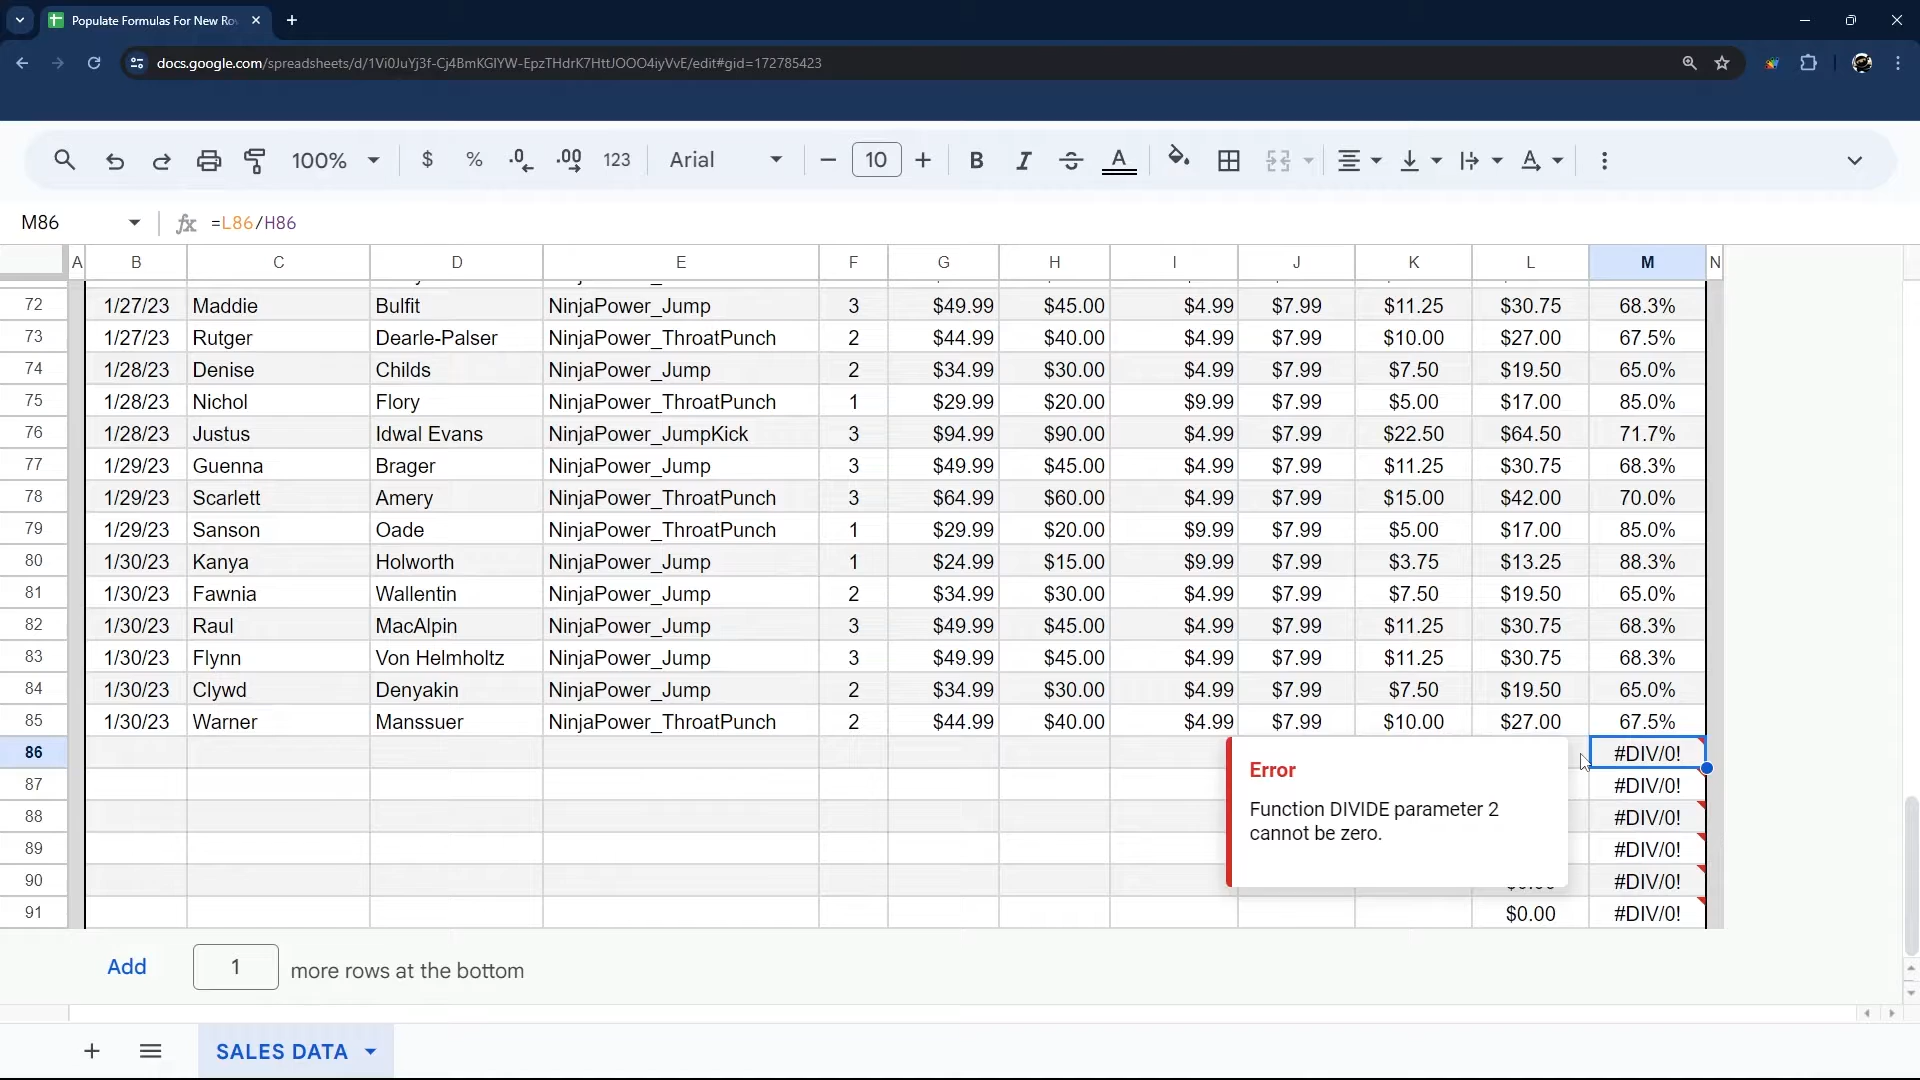 Populate Formulas For New Ro
docs.google.com/spreadsheets/d/1Vi0JuYj3f-Cj4BmKGIYW-EpzTHdrK7HttJOOO4iyVvE/edit#gid=172785423
100% $ % .0 .00 123 Arial 10 B I A
M86 fx =L86/H86
A B C D E F G H I J K L M N
72 1/27/23 Maddie Bulfit NinjaPower_Jump 3 $49.99 $45.00 $4.99 $7.99 $11.25 $30.75 68.3%
73 1/27/23 Rutger Dearle-Palser NinjaPower_ThroatPunch 2 $44.99 $40.00 $4.99 $7.99 $10.00 $27.00 67.5%
74 1/28/23 Denise Childs NinjaPower_Jump 2 $34.99 $30.00 $4.99 $7.99 $7.50 $19.50 65.0%
75 1/28/23 Nichol Flory NinjaPower_ThroatPunch 1 $29.99 $20.00 $9.99 $7.99 $5.00 $17.00 85.0%
76 1/28/23 Justus Idwal Evans NinjaPower_JumpKick 3 $94.99 $90.00 $4.99 $7.99 $22.50 $64.50 71.7%
77 1/29/23 Guenna Brager NinjaPower_Jump 3 $49.99 $45.00 $4.99 $7.99 $11.25 $30.75 68.3%
78 1/29/23 Scarlett Amery NinjaPower_ThroatPunch 3 $64.99 $60.00 $4.99 $7.99 $15.00 $42.00 70.0%
79 1/29/23 Sanson Oade NinjaPower_ThroatPunch 1 $29.99 $20.00 $9.99 $7.99 $5.00 $17.00 85.0%
80 1/30/23 Kanya Holworth NinjaPower_Jump 1 $24.99 $15.00 $9.99 $7.99 $3.75 $13.25 88.3%
81 1/30/23 Fawnia Wallentin NinjaPower_Jump 2 $34.99 $30.00 $4.99 $7.99 $7.50 $19.50 65.0%
82 1/30/23 Raul MacAlpin NinjaPower_Jump 3 $49.99 $45.00 $4.99 $7.99 $11.25 $30.75 68.3%
83 1/30/23 Flynn Von Helmholtz NinjaPower_Jump 3 $49.99 $45.00 $4.99 $7.99 $11.25 $30.75 68.3%
84 1/30/23 Clywd Denyakin NinjaPower_Jump 2 $34.99 $30.00 $4.99 $7.99 $7.50 $19.50 65.0%
85 1/30/23 Warner Manssuer NinjaPower_ThroatPunch 2 $44.99 $40.00 $4.99 $7.99 $10.00 $27.00 67.5%
86 #DIV/0!
Error
87 #DIV/0!
Function DIVIDE parameter 2
88 #DIV/0!
cannot be zero.
89 #DIV/0!
90 #DIV/0!
91 $0.00 #DIV/0!
Add 1 more rows at the bottom
SALES DATA